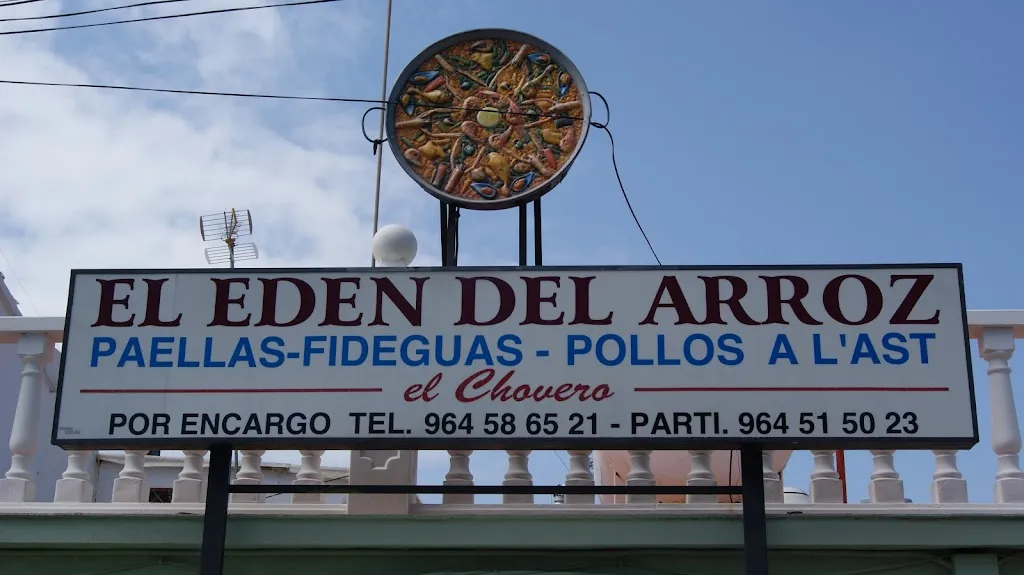 EL EDEN DEL ARROZ
PAELLAS-FIDEGUAS - POLLOS A L'AST
el Chovero
POR ENCARGO TEL. 964 58 65 21 - PARTI. 964 51 50 23